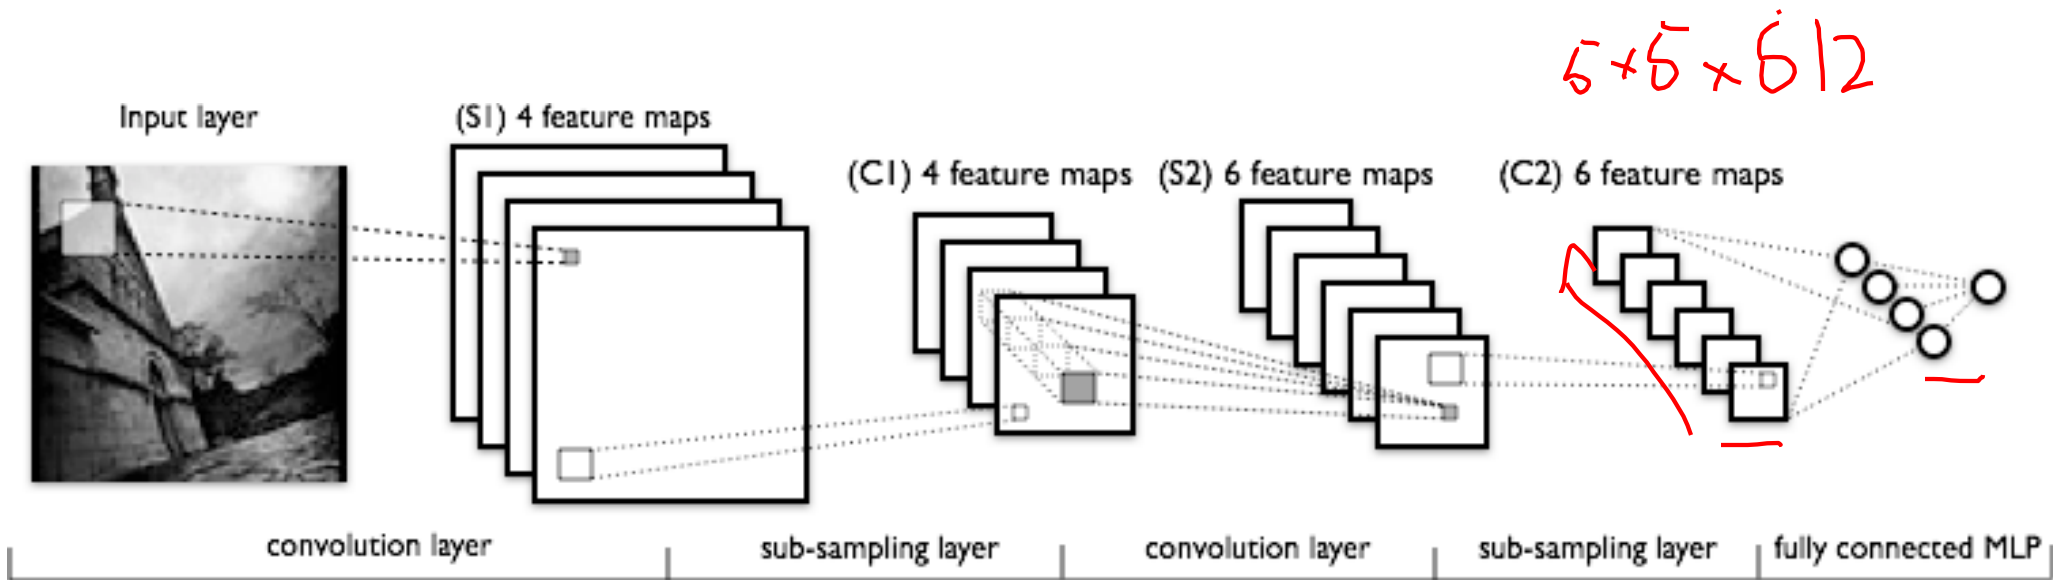 5×5×512
Input layer
(S1) 4 feature maps
(C1) 4 feature maps
(S2) 6 feature maps
(C2) 6 feature maps
convolution layer
sub-sampling layer
convolution layer
sub-sampling layer
fully connected MLP